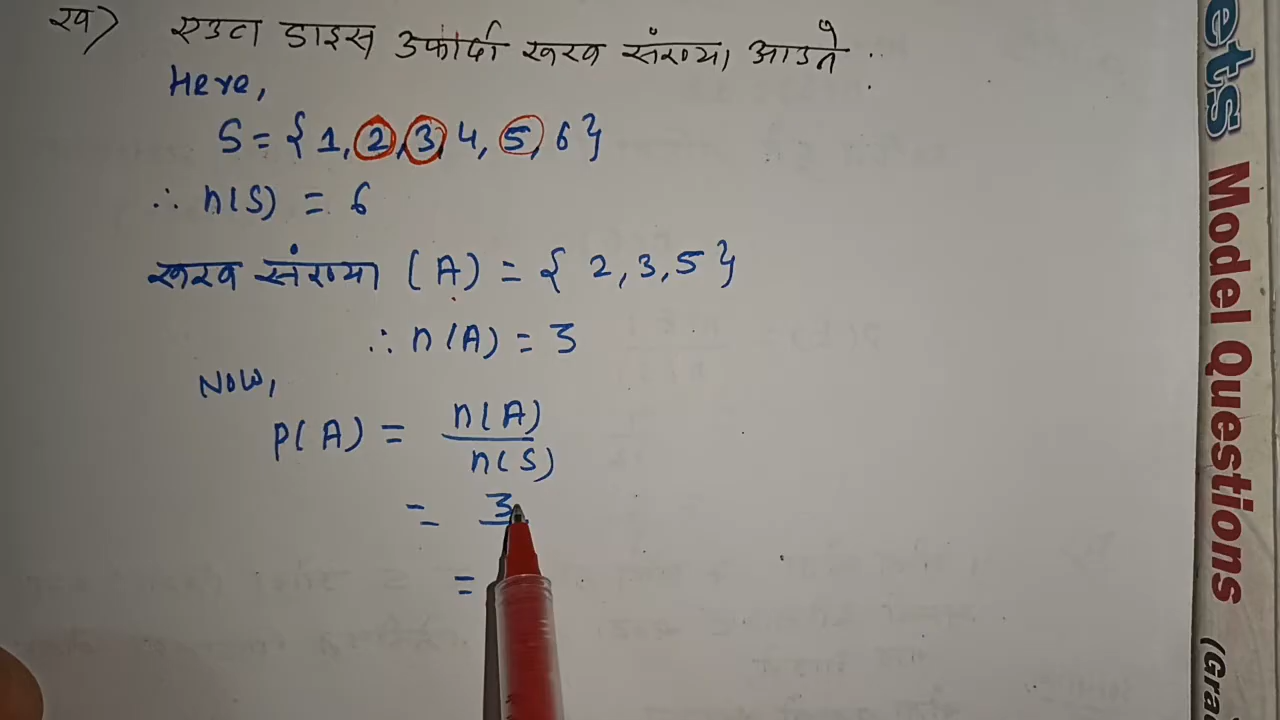 ख) एउटा डाइस उफार्दा रूढ संख्या आउने
Here,
S = { 1, 2, 3, 4, 5, 6 }
∴ n(S) = 6
रूढ संख्या (A) = { 2, 3, 5 }
∴ n(A) = 3
Now,
P(A) = n(A)
n(S)
= 3
=
ets Model Questions (Gra